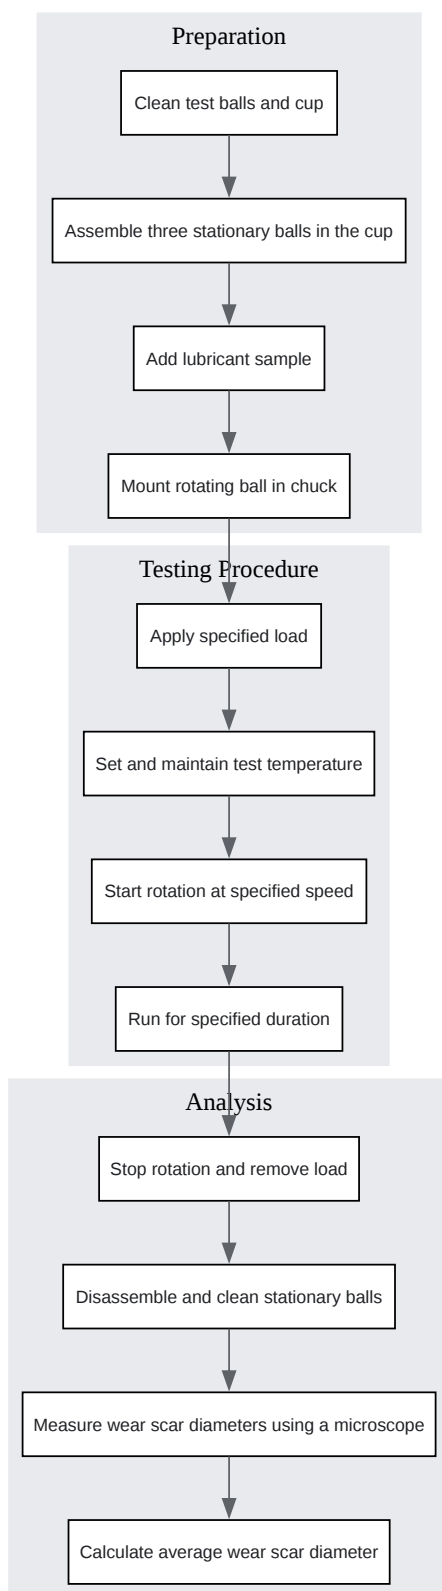 Preparation
Clean test balls and cup
Assemble three stationary balls in the cup
Add lubricant sample
Mount rotating ball in chuck
Testing Procedure
Apply specified load
Set and maintain test temperature
Start rotation at specified speed
Run for specified duration
Analysis
Stop rotation and remove load
Disassemble and clean stationary balls
Measure wear scar diameters using a microscope
Calculate average wear scar diameter